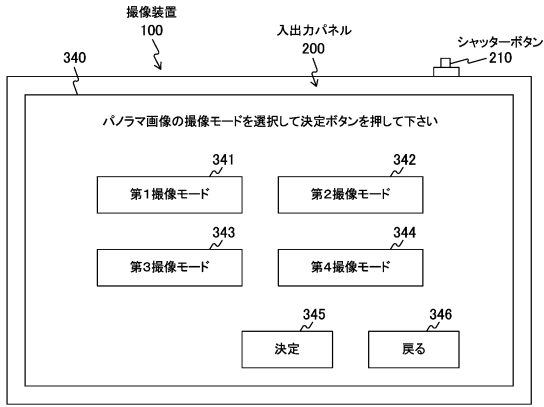 撮像装置
100
入出力パネル
200
シャッターボタン
210
340
パノラマ画像の撮像モードを選択して決定ボタンを押して下さい
341
342
第1撮像モード
第2撮像モード
343
344
第3撮像モード
第4撮像モード
345
346
決定
戻る